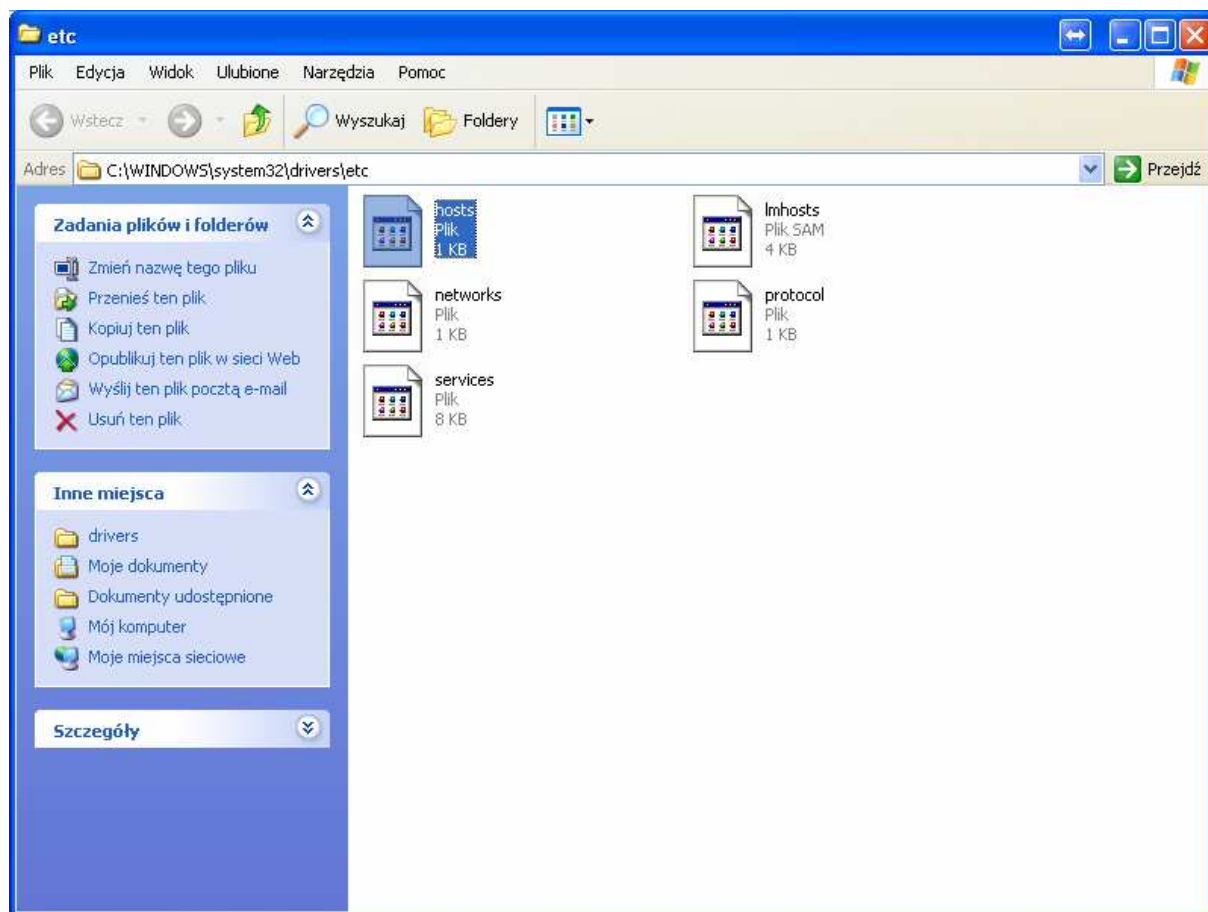 etc
Plik Edycja Widok Ulubione Narzędzia Pomoc
Wstecz Wyszukaj Foldery
Adres C:\WINDOWS\system32\drivers\etc Przejdź
Zadania plików i folderów
Zmień nazwę tego pliku
Przenieś ten plik
Kopiuj ten plik
Opublikuj ten plik w sieci Web
Wyślij ten plik pocztą e-mail
Usuń ten plik
Inne miejsca
drivers
Moje dokumenty
Dokumenty udostępnione
Mój komputer
Moje miejsca sieciowe
Szczegóły
hosts
Plik
1 KB
lmhosts
Plik SAM
4 KB
networks
Plik
1 KB
protocol
Plik
1 KB
services
Plik
8 KB